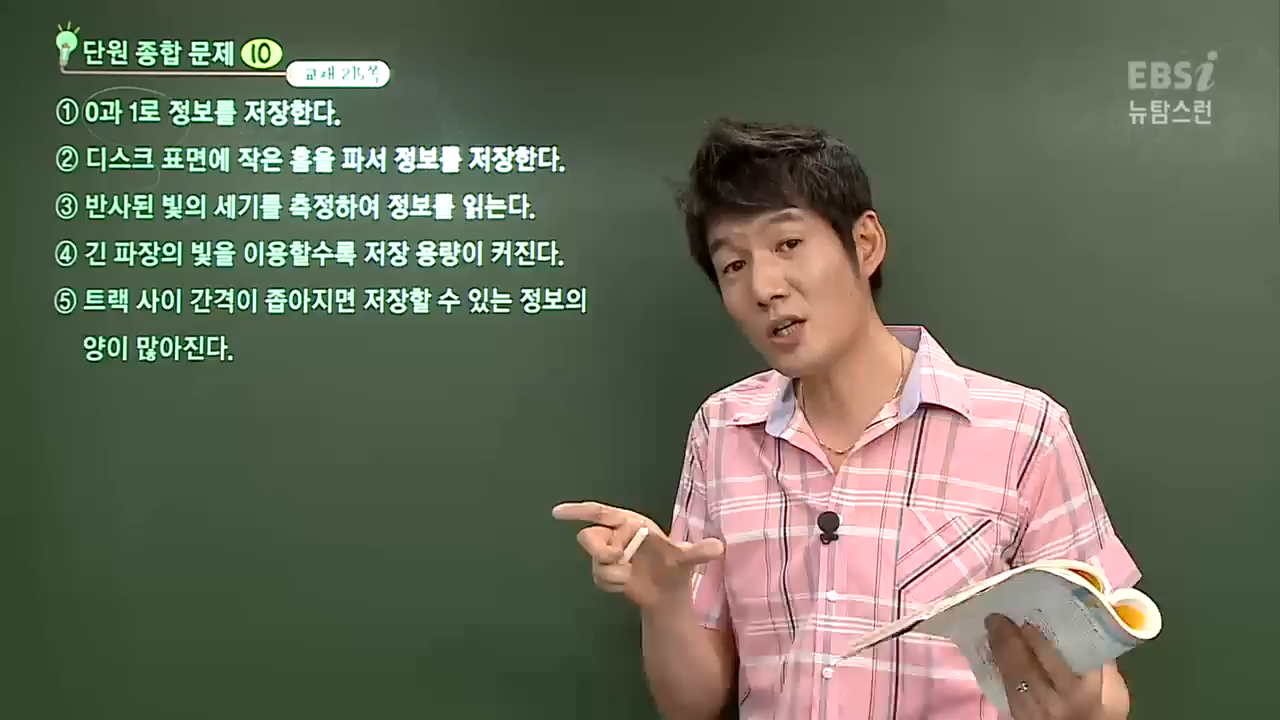 단원 종합 문제 10
교재 215쪽
EBSi
뉴탐스런
① 0과 1로 정보를 저장한다.
② 디스크 표면에 작은 홈을 파서 정보를 저장한다.
③ 반사된 빛의 세기를 측정하여 정보를 읽는다.
④ 긴 파장의 빛을 이용할수록 저장 용량이 커진다.
⑤ 트랙 사이 간격이 좁아지면 저장할 수 있는 정보의
양이 많아진다.